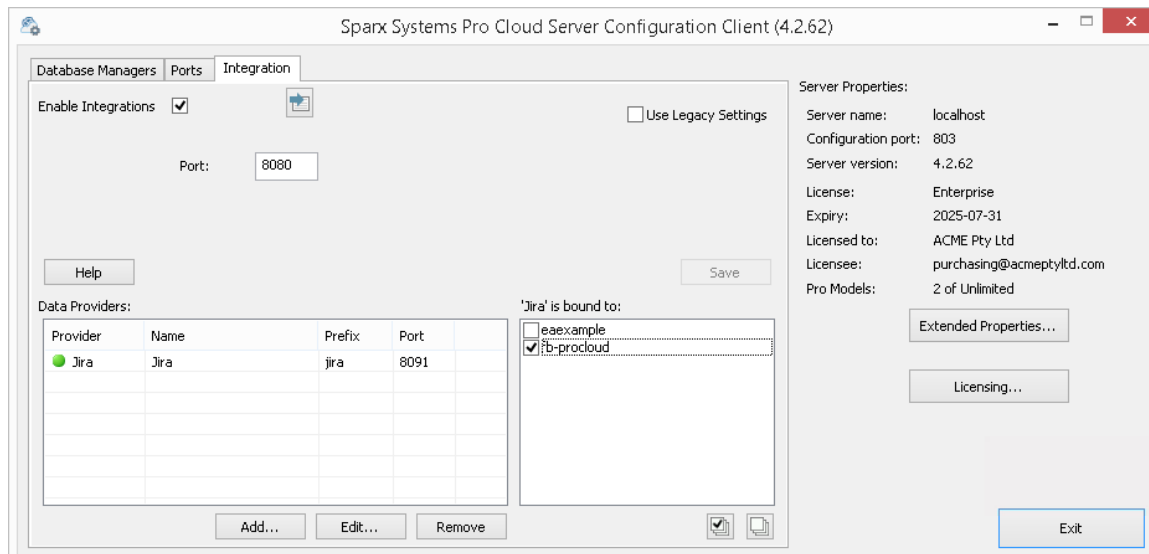 Sparx Systems Pro Cloud Server Configuration Client (4.2.62)
Database Managers Ports Integration
Enable Integrations
Use Legacy Settings
Port: 8080
Help
Save
Data Providers:
Provider Name Prefix Port
Jira Jira jira 8091
Add... Edit... Remove
'Jira' is bound to:
eaexample
fb-procloud
Server Properties:
Server name: localhost
Configuration port: 803
Server version: 4.2.62
License: Enterprise
Expiry: 2025-07-31
Licensed to: ACME Pty Ltd
Licensee: purchasing@acmeptyltd.com
Pro Models: 2 of Unlimited
Extended Properties...
Licensing...
Exit